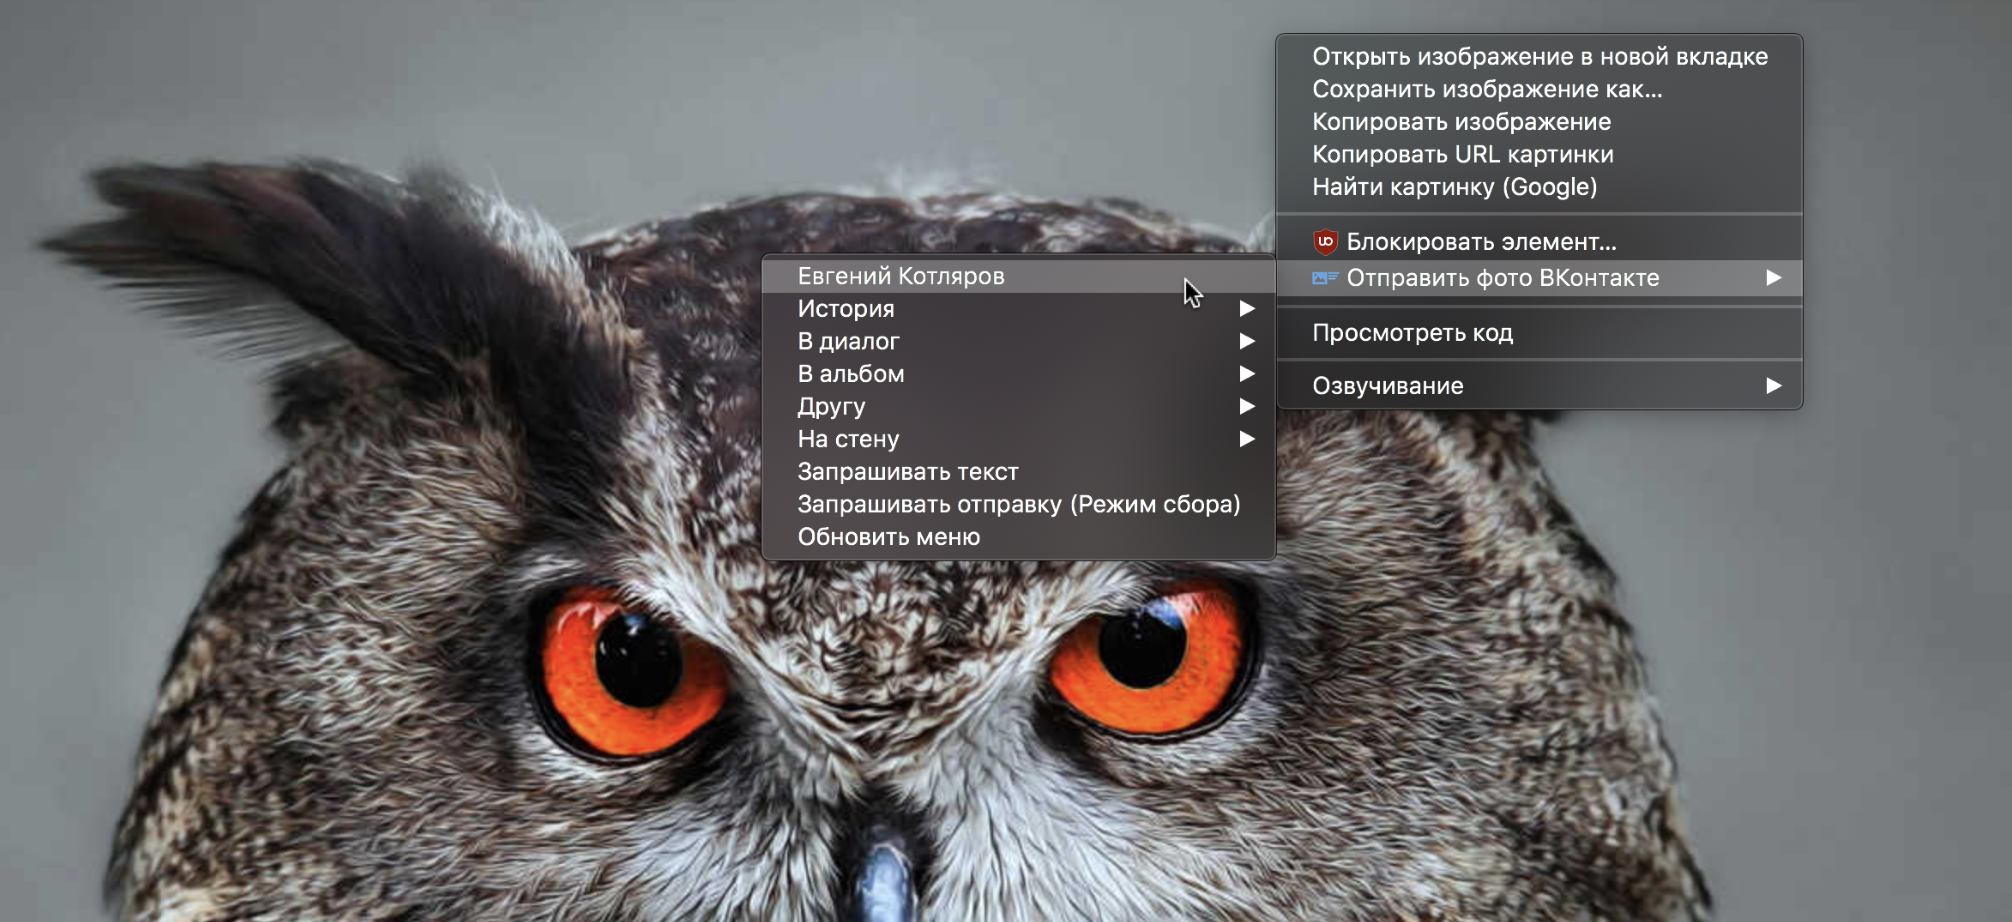 Открыть изображение в новой вкладке
Сохранить изображение как...
Копировать изображение
Копировать URL картинки
Найти картинку (Google)
Блокировать элемент...
Отправить фото ВКонтакте
Просмотреть код
Озвучивание
Евгений Котляров
История
В диалог
В альбом
Другу
На стену
Запрашивать текст
Запрашивать отправку (Режим сбора)
Обновить меню